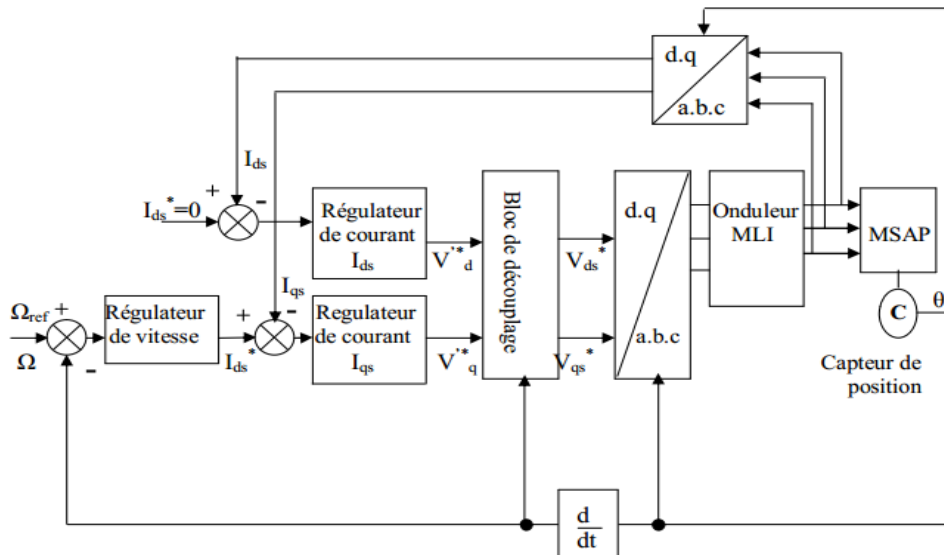 d.q
a.b.c
I_ds
+
-
I_ds*=0
Régulateur
de courant
I_ds
V'*_d
Bloc de découplage
V_ds*
d.q
a.b.c
Onduleur
MLI
MSAP
I_qs
Ω_ref
+
Ω
-
Régulateur
de vitesse
+
-
I_ds*
Regulateur
de courant
I_qs
V'*_q
V_qs*
C
θ
Capteur de
position
d
dt